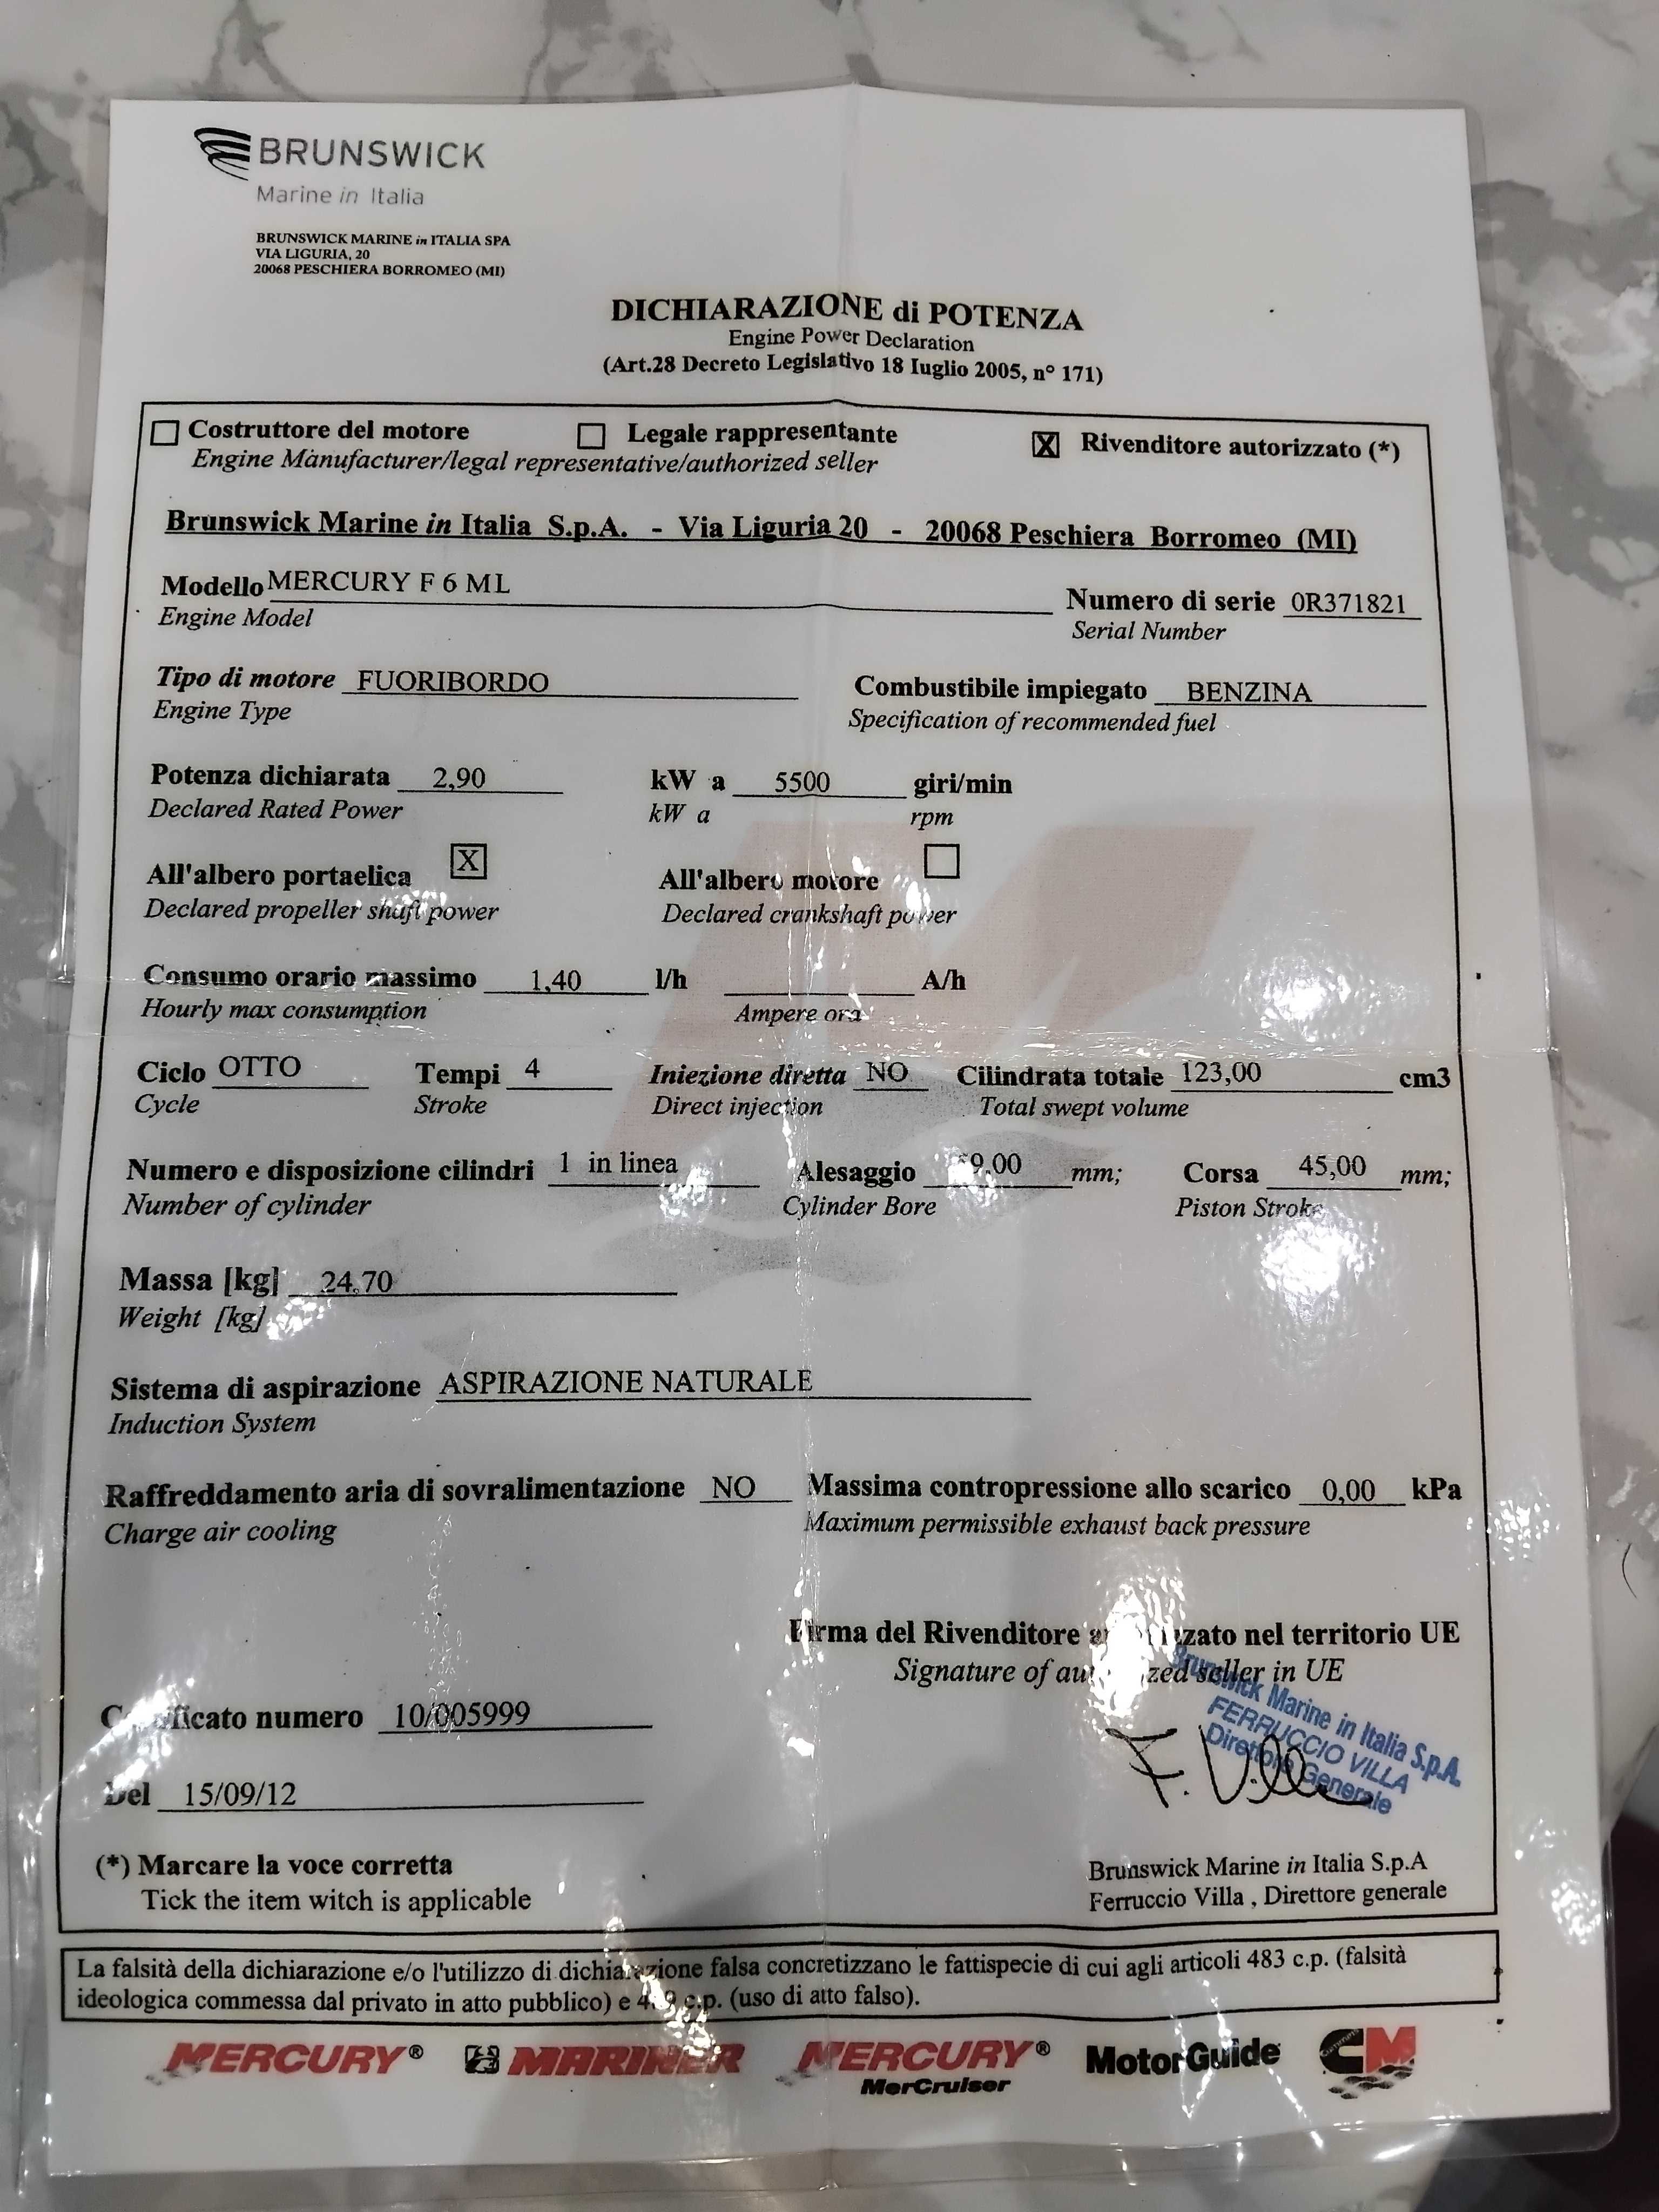 BRUNSWICK
Marine in Italia
BRUNSWICK MARINE in ITALIA SPA
VIA LIGURIA, 20
20068 PESCHIERA BORROMEO (MI)
DICHIARAZIONE di POTENZA
Engine Power Declaration
(Art.28 Decreto Legislativo 18 Iuglio 2005, n° 171)
Costruttore del motore Legale rappresentante X Rivenditore autorizzato (*)
Engine Manufacturer/legal representative/authorized seller
Brunswick Marine in Italia S.p.A. - Via Liguria 20 - 20068 Peschiera Borromeo (MI)
Modello MERCURY F 6 ML Numero di serie 0R371821
Engine Model Serial Number
Tipo di motore FUORIBORDO Combustibile impiegato BENZINA
Engine Type Specification of recommended fuel
Potenza dichiarata 2,90 kW a 5500 giri/min
Declared Rated Power kW a rpm
All'albero portaelica X All'albero motore
Declared propeller shaft power Declared crankshaft power
Consumo orario massimo 1,40 l/h A/h
Hourly max consumption Ampere ora
Ciclo OTTO Tempi 4 Iniezione diretta NO Cilindrata totale 123,00 cm3
Cycle Stroke Direct injection Total swept volume
Numero e disposizione cilindri 1 in linea Alesaggio mm; Corsa 45,00 mm;
Number of cylinder Cylinder Bore Piston Stroke
Massa [kg] 24,70
Weight [kg]
Sistema di aspirazione ASPIRAZIONE NATURALE
Induction System
Raffreddamento aria di sovralimentazione NO Massima contropressione allo scarico 0,00 kPa
Charge air cooling Maximum permissible exhaust back pressure
Firma del Rivenditore autorizzato nel territorio UE
Signature of authorized seller in UE
Certificato numero 10/005999
Brunswick Marine in Italia S.p.A.
FERRUCCIO VILLA
Direttore Generale
F. Villa
Del 15/09/12
(*) Marcare la voce corretta
Tick the item witch is applicable
Brunswick Marine in Italia S.p.A
Ferruccio Villa , Direttore generale
La falsità della dichiarazione e/o l'utilizzo di dichiarazione falsa concretizzano le fattispecie di cui agli articoli 483 c.p. (falsità
ideologica commessa dal privato in atto pubblico) e c.p. (uso di atto falso).
MERCURY® MARINER MERCURY® MotorGuide CM
MerCruiser